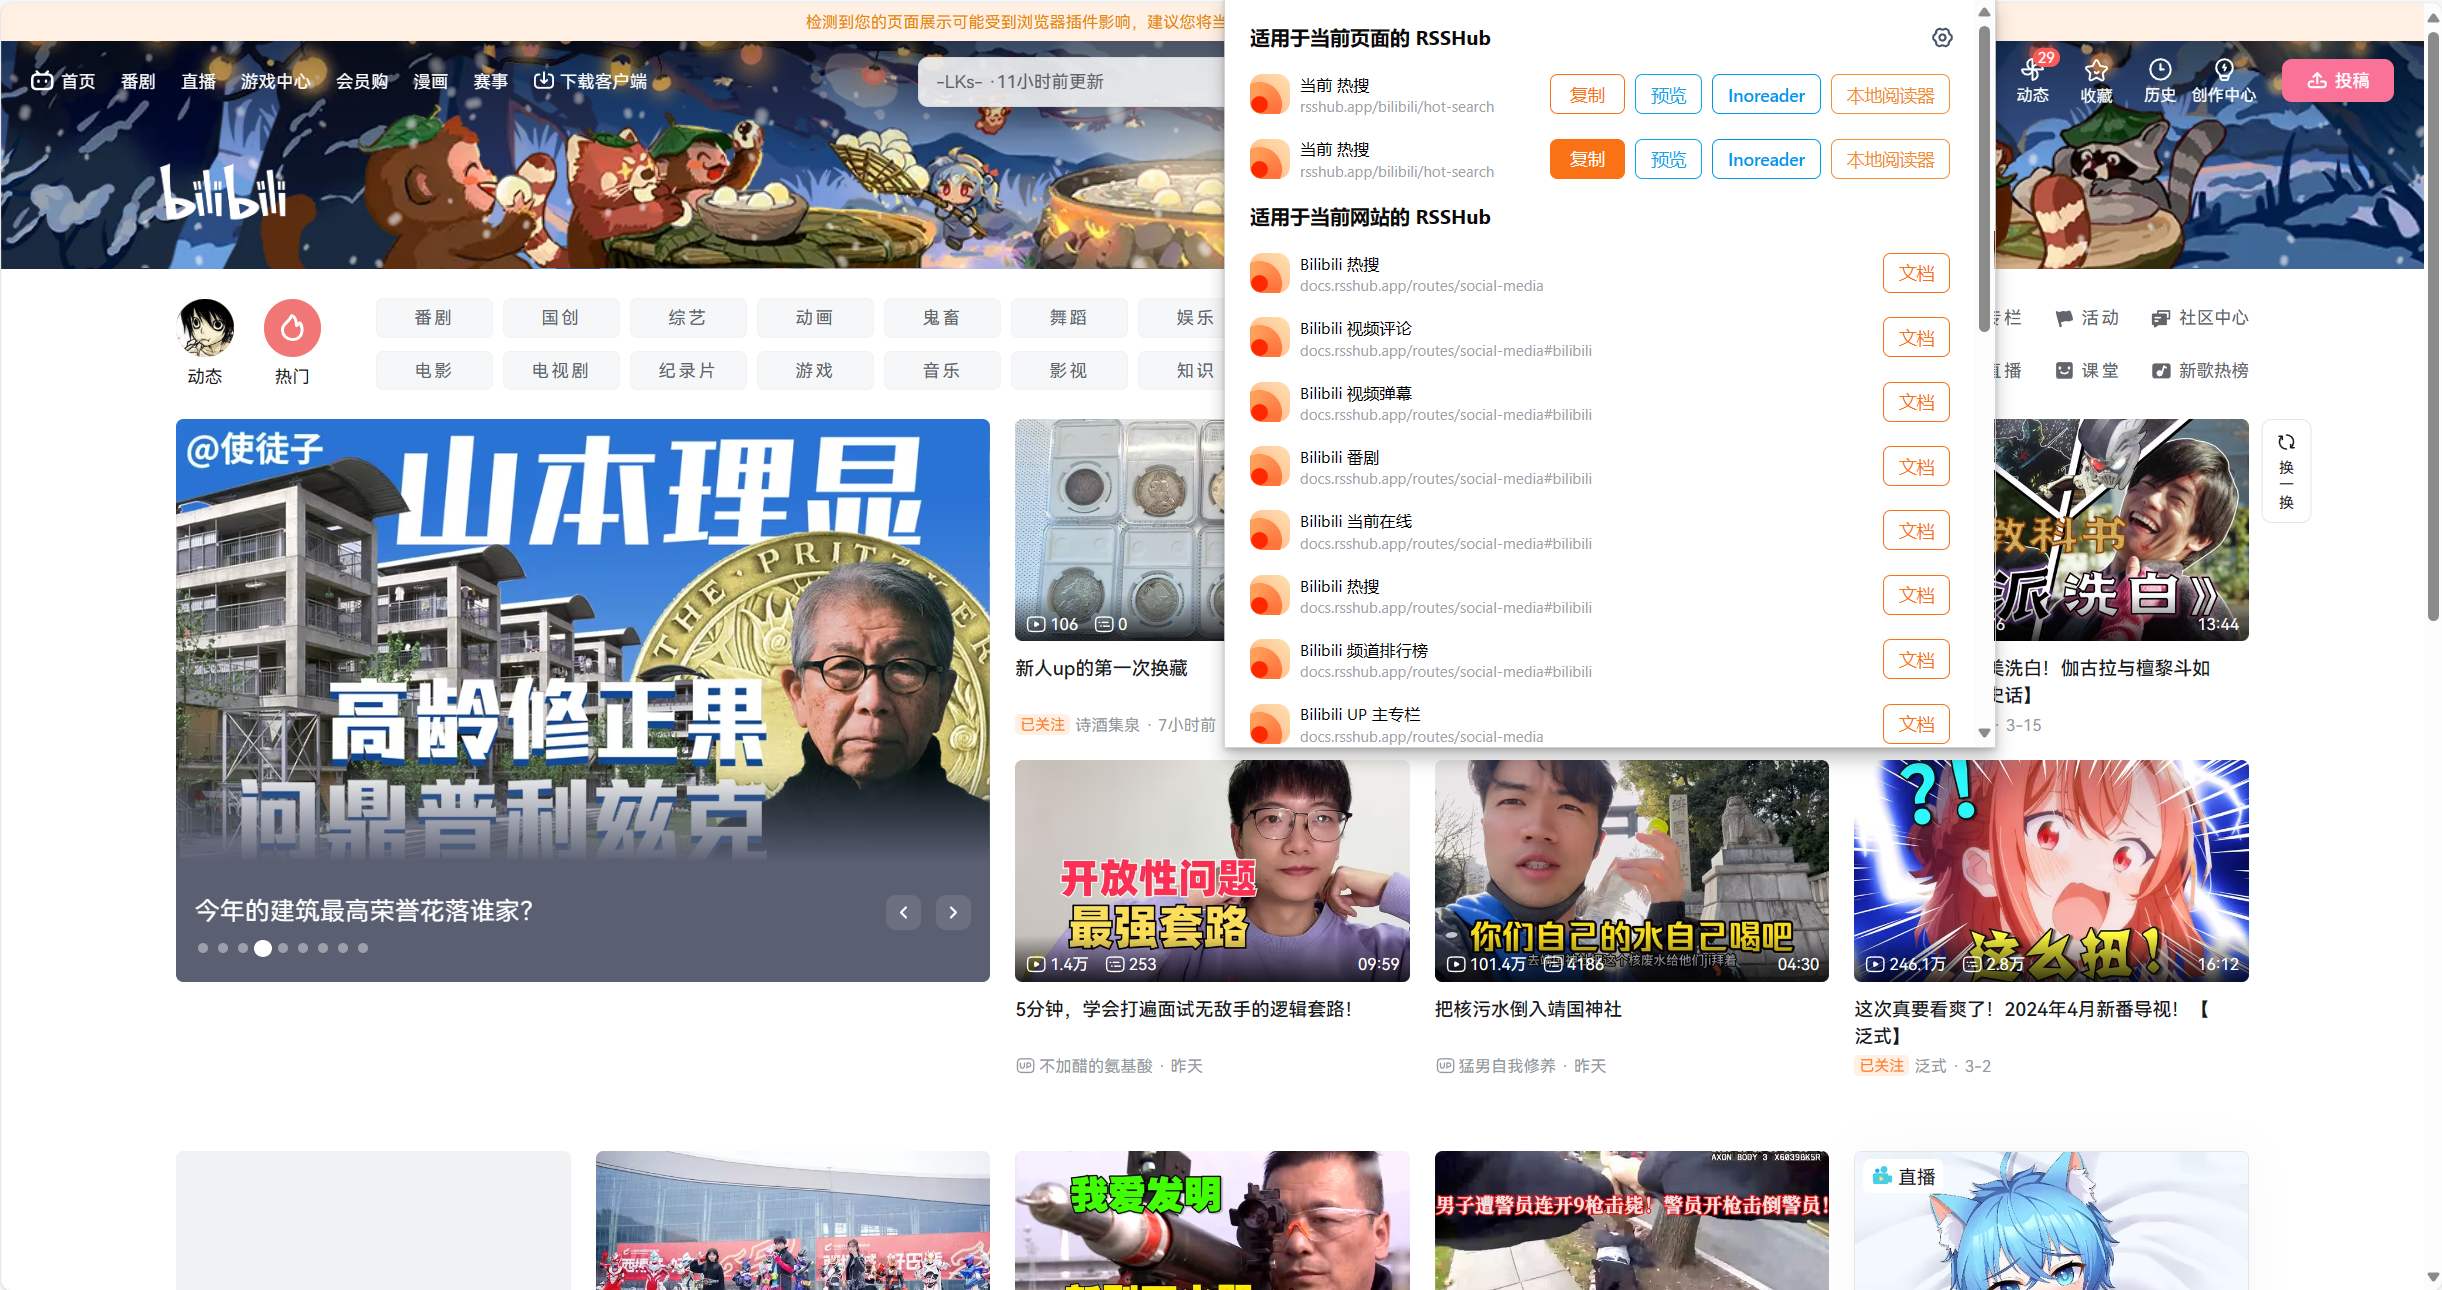 检测到您的页面展示可能受到浏览器插件影响，建议您将当
首页 番剧 直播 游戏中心 会员购 漫画 赛事 下载客户端
-LKs- ·11小时前更新
29
动态 收藏 历史 创作中心 投稿
bilibili
适用于当前页面的 RSSHub
当前 热搜
rsshub.app/bilibili/hot-search
复制 预览 Inoreader 本地阅读器
当前 热搜
rsshub.app/bilibili/hot-search
复制 预览 Inoreader 本地阅读器
适用于当前网站的 RSSHub
Bilibili 热搜
docs.rsshub.app/routes/social-media
文档
Bilibili 视频评论
docs.rsshub.app/routes/social-media#bilibili
文档
Bilibili 视频弹幕
docs.rsshub.app/routes/social-media#bilibili
文档
Bilibili 番剧
docs.rsshub.app/routes/social-media#bilibili
文档
Bilibili 当前在线
docs.rsshub.app/routes/social-media#bilibili
文档
Bilibili 热搜
docs.rsshub.app/routes/social-media#bilibili
文档
Bilibili 频道排行榜
docs.rsshub.app/routes/social-media#bilibili
文档
Bilibili UP 主专栏
docs.rsshub.app/routes/social-media
文档
动态 热门
番剧 国创 综艺 动画 鬼畜 舞蹈 娱乐
栏 活动 社区中心
电影 电视剧 纪录片 游戏 音乐 影视 知识
播 课堂 新歌热榜
@使徒子
山本理显
THE PRITZKER
高龄修正果
问鼎普利兹克
今年的建筑最高荣誉花落谁家？
106 0
新人up的第一次换藏
已关注 诗酒集泉 · 7小时前
教科书
派 洗白》
6 13:44
美洗白！伽古拉与檀黎斗如
史话】
· 3-15
换一换
开放性问题
最强套路
1.4万 253 09:59
5分钟，学会打遍面试无敌手的逻辑套路！
UP 不加醋的氨基酸 · 昨天
你们自己的水自己喝吧
101.4万 4186 04:30
把核污水倒入靖国神社
UP 猛男自我修养 · 昨天
?!
这么扭！
246.1万 2.8万 16:12
这次真要看爽了！2024年4月新番导视！【
泛式】
已关注 泛式 · 3-2
我爱发明
AXON BODY 3 X6039BK5R
男子遭警员连开9枪击毙！警员开枪击倒警员！
直播